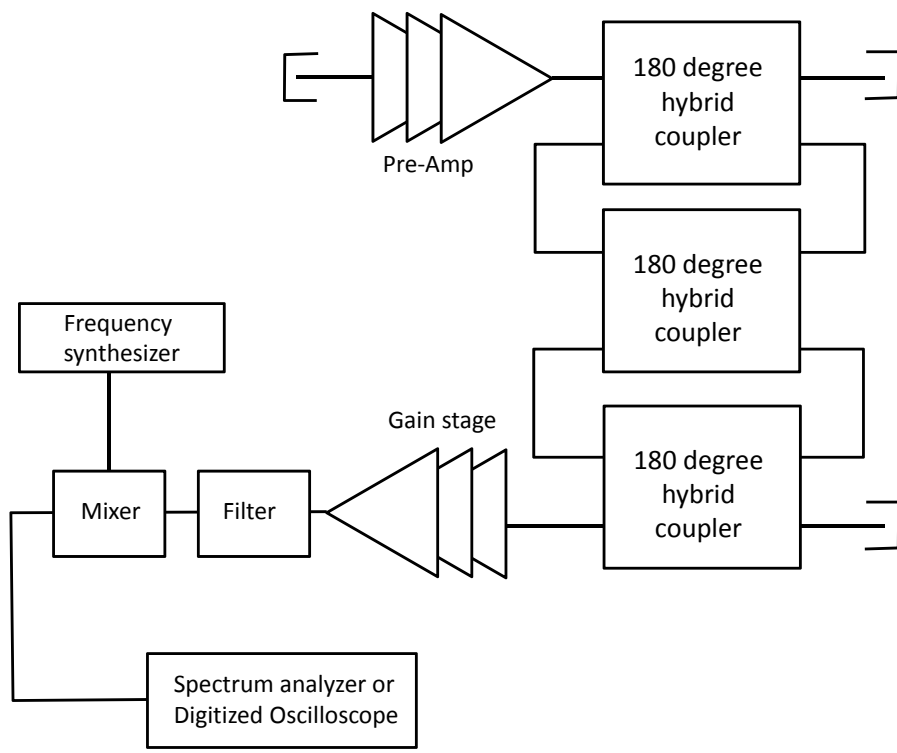 180 degree
hybrid
coupler
Pre-Amp
180 degree
hybrid
coupler
Frequency
synthesizer
Gain stage
180 degree
hybrid
coupler
Mixer
Filter
Spectrum analyzer or
Digitized Oscilloscope